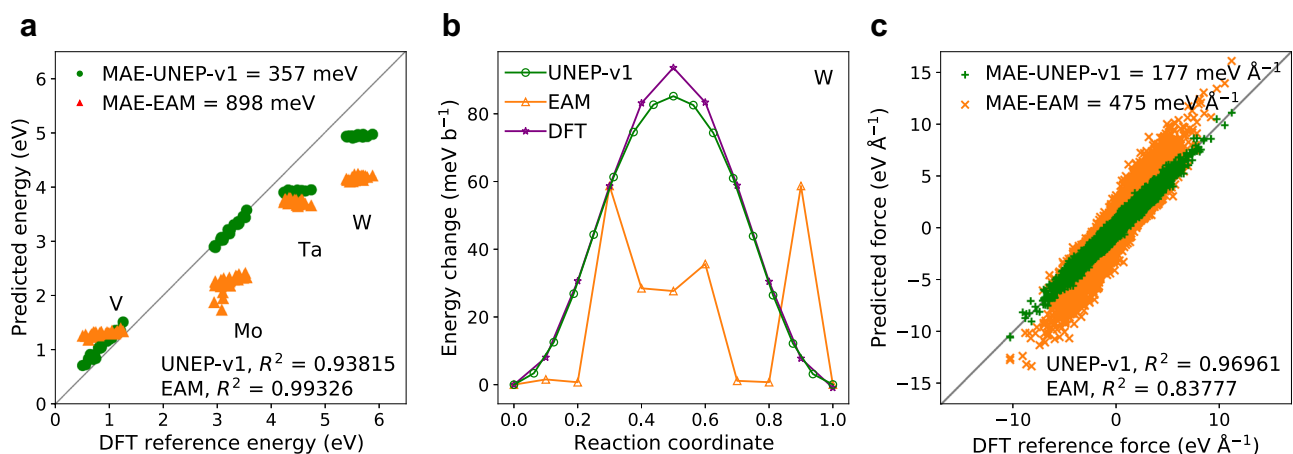 a
Predicted energy (eV)
6
5
4
3
2
1
0
MAE-UNEP-v1 = 357 meV
MAE-EAM = 898 meV
V
Mo
Ta
W
UNEP-v1, R² = 0.93815
EAM, R² = 0.99326
0 1 2 3 4 5 6
DFT reference energy (eV)
b
Energy change (meV b⁻¹)
80
60
40
20
0
UNEP-v1
EAM
DFT
W
0.0 0.2 0.4 0.6 0.8 1.0
Reaction coordinate
c
Predicted force (eV Å⁻¹)
15
10
5
0
−5
−10
−15
MAE-UNEP-v1 = 177 meV Å⁻¹
MAE-EAM = 475 meV Å⁻¹
UNEP-v1, R² = 0.96961
EAM, R² = 0.83777
−10 0 10
DFT reference force (eV Å⁻¹)